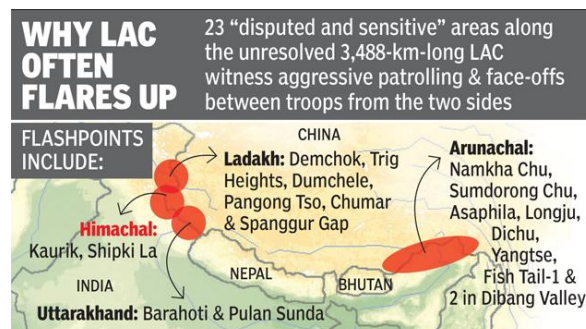 WHY LAC
OFTEN
FLARES UP
23 “disputed and sensitive” areas along
the unresolved 3,488-km-long LAC
witness aggressive patrolling & face-offs
between troops from the two sides
FLASHPOINTS
INCLUDE:
CHINA
Ladakh: Demchok, Trig
Heights, Dumchele,
Pangong Tso, Chumar
& Spanggur Gap
Arunachal:
Namkha Chu,
Sumdorong Chu,
Asaphila, Longju,
Dichu,
Yangtse,
Fish Tail-1 &
2 in Dibang Valley
Himachal:
Kaurik, Shipki La
NEPAL
BHUTAN
INDIA
Uttarakhand: Barahoti & Pulan Sunda